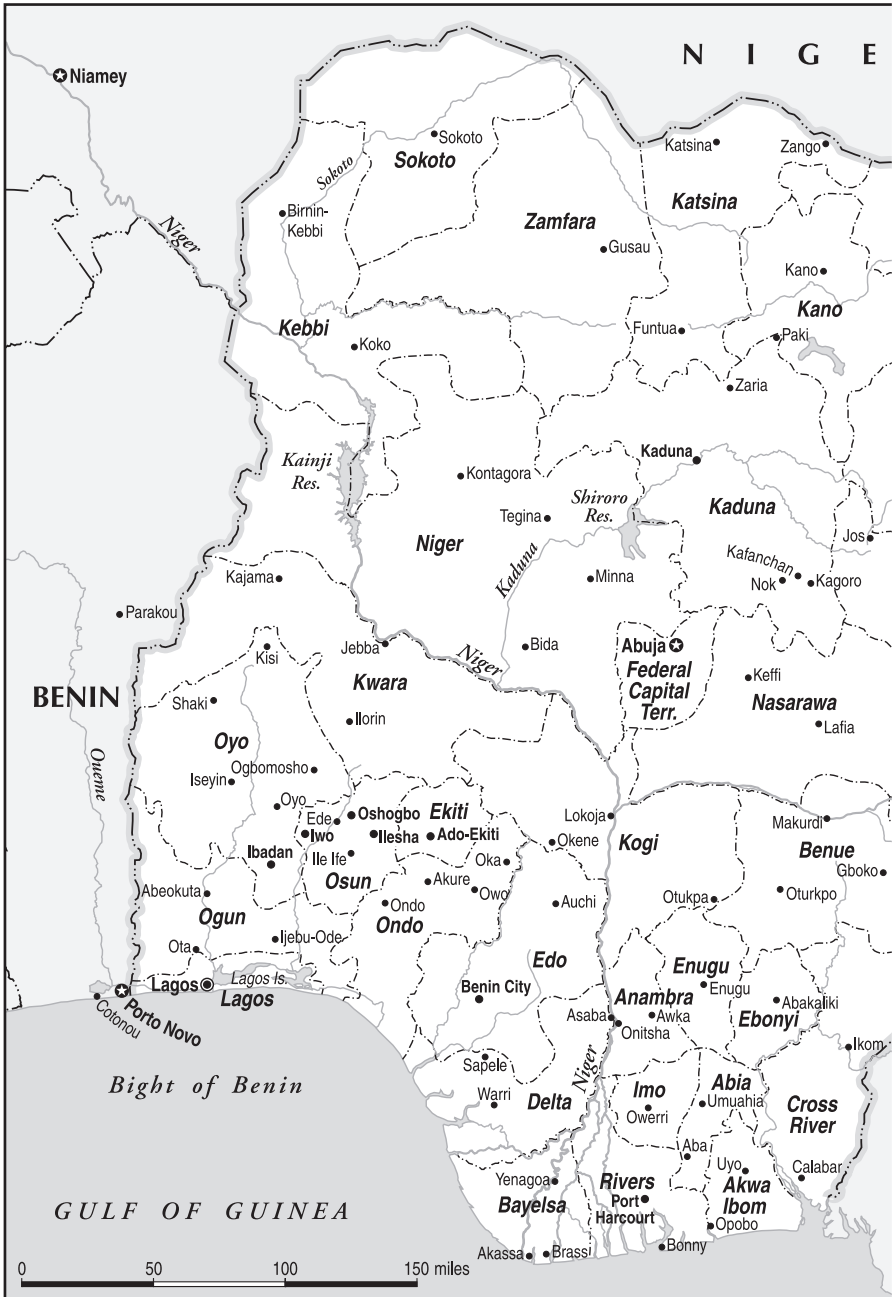 N I G E
Niamey
Sokoto
Katsina
Zango
Sokoto
Sokoto
Katsina
Birnin-
Kebbi
Zamfara
Niger
Gusau
Kano
Kano
Kebbi
Koko
Funtua
Paki
Zaria
Kainji
Res.
Kaduna
Kontagora
Shiroro
Res.
Kaduna
Tegina
Niger
Jos
Kaduna
Kafanchan
Kajama
Minna
Nok
Kagoro
Parakou
Jebba
Bida
Abuja
Kisi
Niger
Federal
Capital
Terr.
Keffi
BENIN
Kwara
Shaki
Nasarawa
Ilorin
Lafia
Oyo
Oueme
Ogbomosho
Iseyin
Oyo
Ede
Oshogbo
Ekiti
Lokoja
Makurdi
Iwo
Ilesha
Ado-Ekiti
Okene
Kogi
Benue
Ibadan
Ile Ife
Oka
Gboko
Osun
Akure
Abeokuta
Owo
Oturkpo
Ogun
Ondo
Auchi
Otukpa
Ondo
Ota
Ijebu-Ode
Edo
Enugu
Lagos
Lagos Is.
Benin City
Enugu
Lagos
Anambra
Abakaliki
Porto Novo
Cotonou
Asaba
Awka
Ebonyi
Onitsha
Ikom
Sapele
Niger
Bight of Benin
Warri
Delta
Imo
Abia
Umuahia
Owerri
Cross
River
Aba
Uyo
Calabar
Yenagoa
Rivers
Akwa
Ibom
Bayelsa
Port
Harcourt
GULF OF GUINEA
Opobo
Akassa
Brassi
Bonny
0 50 100 150 miles